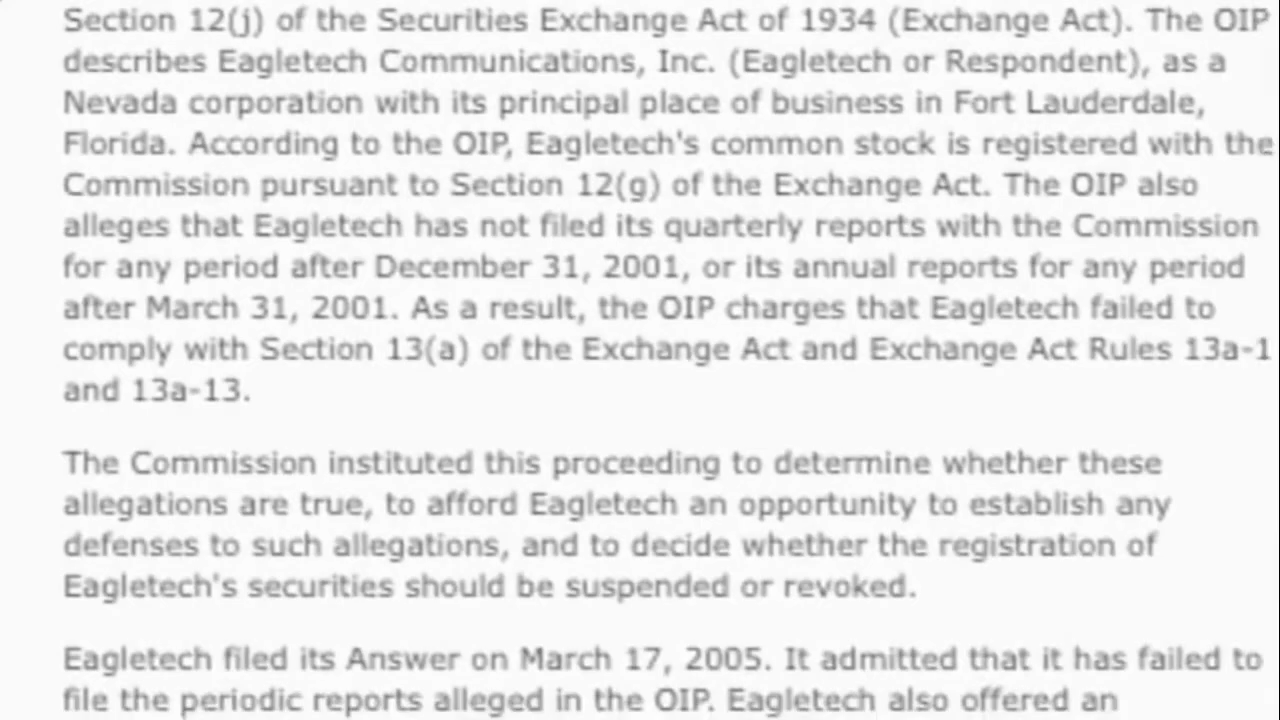 Section 12(j) of the Securities Exchange Act of 1934 (Exchange Act). The OIP
describes Eagletech Communications, Inc. (Eagletech or Respondent), as a
Nevada corporation with its principal place of business in Fort Lauderdale,
Florida. According to the OIP, Eagletech's common stock is registered with the
Commission pursuant to Section 12(g) of the Exchange Act. The OIP also
alleges that Eagletech has not filed its quarterly reports with the Commission
for any period after December 31, 2001, or its annual reports for any period
after March 31, 2001. As a result, the OIP charges that Eagletech failed to
comply with Section 13(a) of the Exchange Act and Exchange Act Rules 13a-1
and 13a-13.
The Commission instituted this proceeding to determine whether these
allegations are true, to afford Eagletech an opportunity to establish any
defenses to such allegations, and to decide whether the registration of
Eagletech's securities should be suspended or revoked.
Eagletech filed its Answer on March 17, 2005. It admitted that it has failed to
file the periodic reports alleged in the OIP. Eagletech also offered an